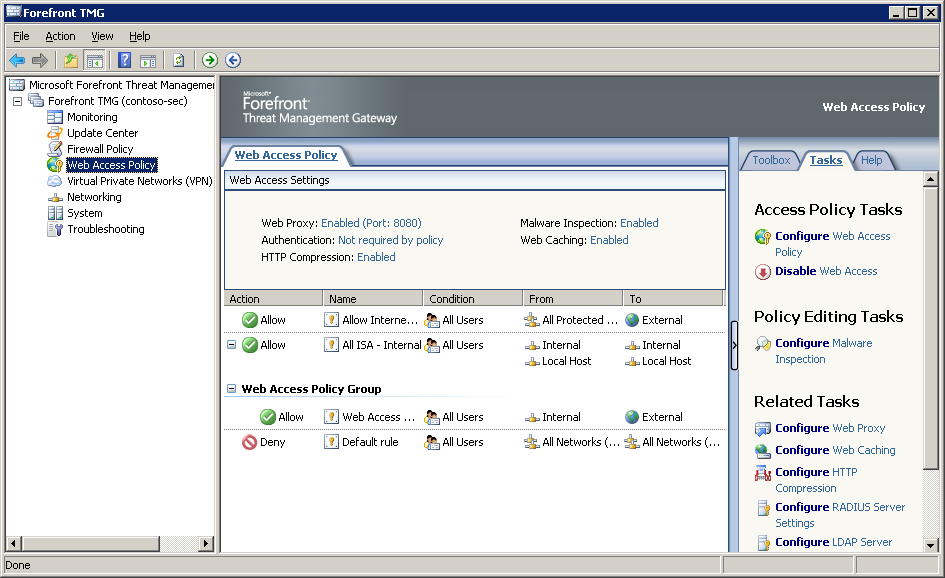 Forefront TMG
File Action View Help
Microsoft Forefront Threat Managemer
Forefront TMG (contoso-sec)
Monitoring
Update Center
Firewall Policy
Web Access Policy
Virtual Private Networks (VPN)
Networking
System
Troubleshooting
Microsoft
Forefront
Threat Management Gateway
Web Access Policy
Web Access Policy
Web Access Settings
Web Proxy: Enabled (Port: 8080) Malware Inspection: Enabled
Authentication: Not required by policy Web Caching: Enabled
HTTP Compression: Enabled
Action Name Condition From To
Allow Allow Interne... All Users All Protected ... External
Allow All ISA - Internal All Users Internal Internal
Local Host Local Host
Web Access Policy Group
Allow Web Access ... All Users Internal External
Deny Default rule All Users All Networks (... All Networks (...
Toolbox Tasks Help
Access Policy Tasks
Configure Web Access
Policy
Disable Web Access
Policy Editing Tasks
Configure Malware
Inspection
Related Tasks
Configure Web Proxy
Configure Web Caching
Configure HTTP
Compression
Configure RADIUS Server
Settings
Configure LDAP Server
Done